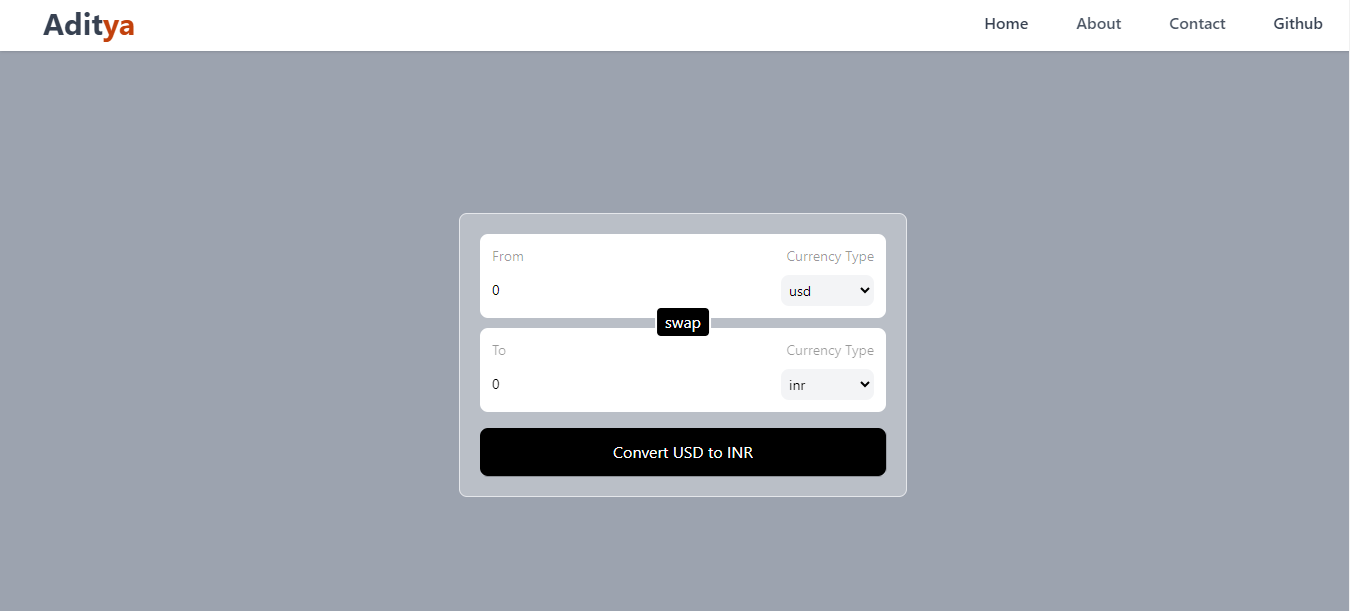 Aditya
Home About Contact Github
From Currency Type
0 usd
swap
To Currency Type
0 inr
Convert USD to INR